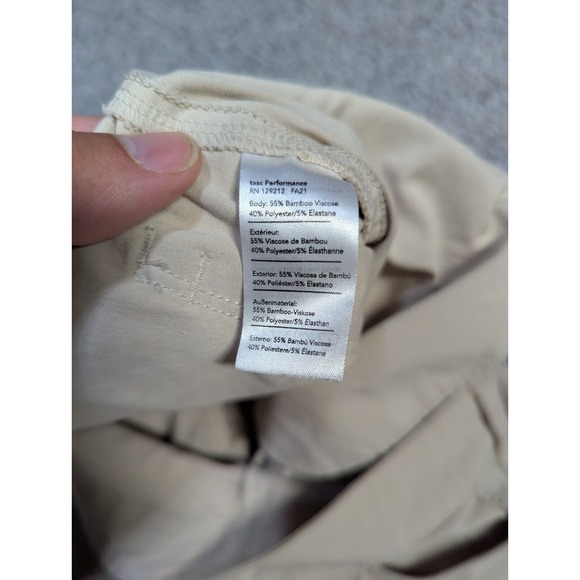 tasc Performance
RN 129212 FA21
Body: 55% Bamboo Viscose
40% Polyester/5% Elastane
Extérieur:
55% Viscose de Bambou
40% Polyester/5% Élasthanne
Exterior: 55% Viscose de Bambú
40% Poliéster/5% Elastano
Außenmaterial:
55% Bamboo-Viskose
40% Polyester/5% Elasthan
Esterno: 55% Bambù Viscosa
40% Poliestere/5% Elastane